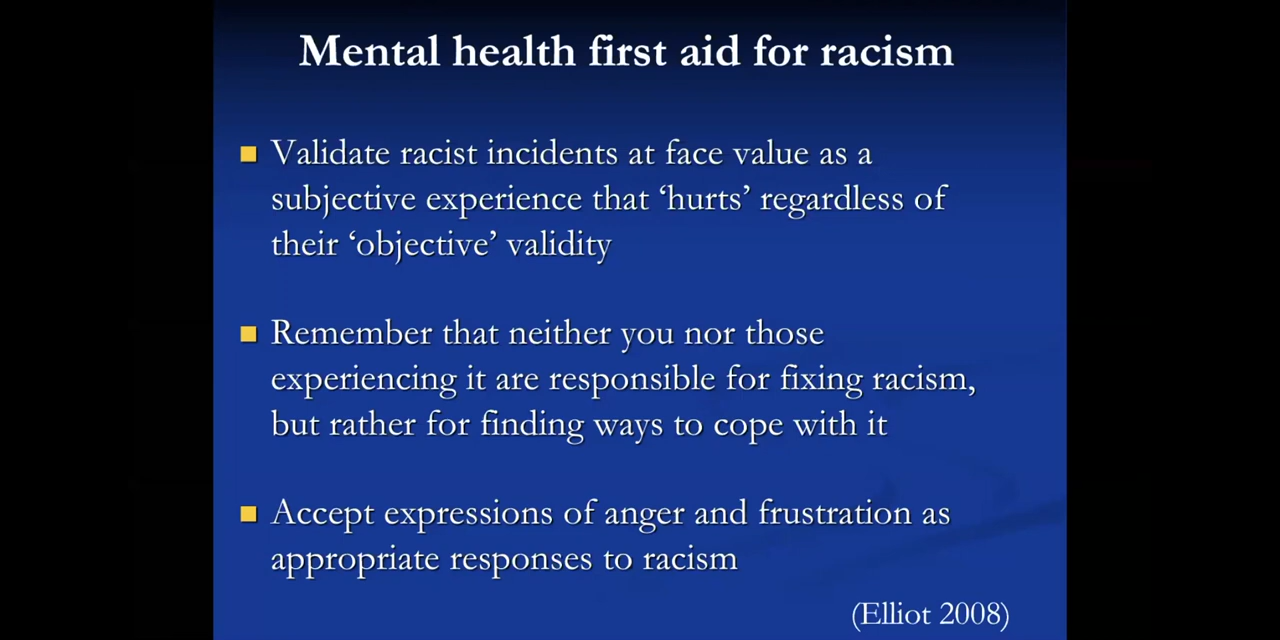 Mental health first aid for racism
Validate racist incidents at face value as a
subjective experience that ‘hurts’ regardless of
their ‘objective’ validity
Remember that neither you nor those
experiencing it are responsible for fixing racism,
but rather for finding ways to cope with it
Accept expressions of anger and frustration as
appropriate responses to racism
(Elliot 2008)